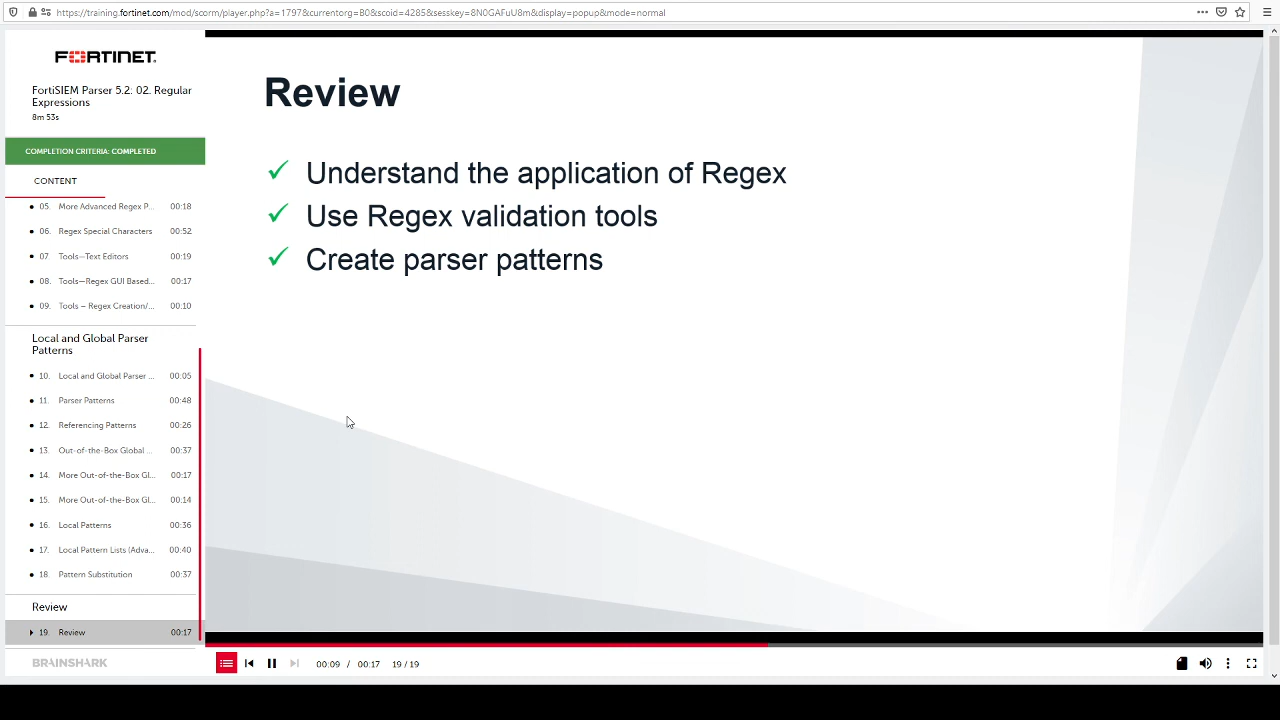 https://training.fortinet.com/mod/scorm/player.php?a=1797&currentorg=B0&scoid=4285&sesskey=8N0GAFuU8m&display=popup&mode=normal
FORTINET
FortiSIEM Parser 5.2: 02. Regular
Expressions
8m 53s
COMPLETION CRITERIA: COMPLETED
CONTENT
05. More Advanced Regex P... 00:18
06. Regex Special Characters 00:52
07. Tools—Text Editors 00:19
08. Tools—Regex GUI Based... 00:17
09. Tools – Regex Creation/... 00:10
Local and Global Parser
Patterns
10. Local and Global Parser ... 00:05
11. Parser Patterns 00:48
12. Referencing Patterns 00:26
13. Out-of-the-Box Global ... 00:37
14. More Out-of-the-Box Gl... 00:17
15. More Out-of-the-Box Gl... 00:14
16. Local Patterns 00:36
17. Local Pattern Lists (Adva... 00:40
18. Pattern Substitution 00:37
Review
19. Review 00:17
BRAINSHARK
Review
✓ Understand the application of Regex
✓ Use Regex validation tools
✓ Create parser patterns
00:09 / 00:17 19 / 19